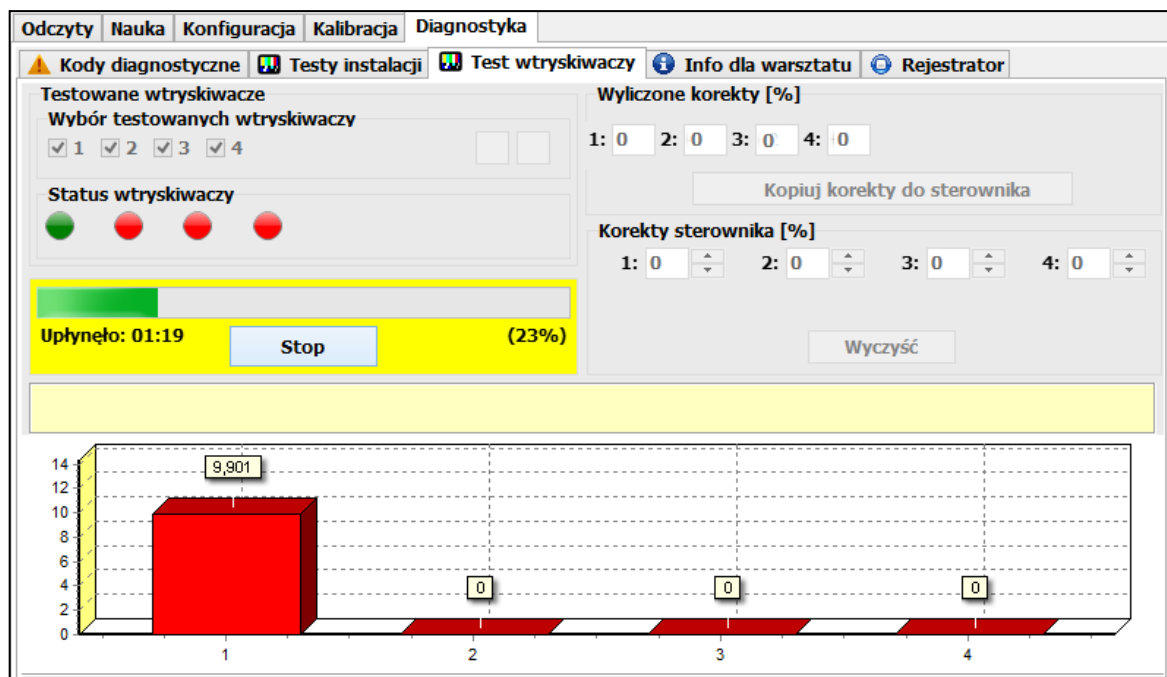 Odczyty Nauka Konfiguracja Kalibracja Diagnostyka
Kody diagnostyczne Testy instalacji Test wtryskiwaczy Info dla warsztatu Rejestrator
Testowane wtryskiwacze
Wybór testowanych wtryskiwaczy
1 2 3 4
Status wtryskiwaczy
Upłynęło: 01:19 (23%)
Stop
Wyliczone korekty [%]
1: 0 2: 0 3: 0 4: 0
Kopiuj korekty do sterownika
Korekty sterownika [%]
1: 0 2: 0 3: 0 4: 0
Wyczyść
14
12
10
8
6
4
2
0
9,901
0 0 0
1 2 3 4